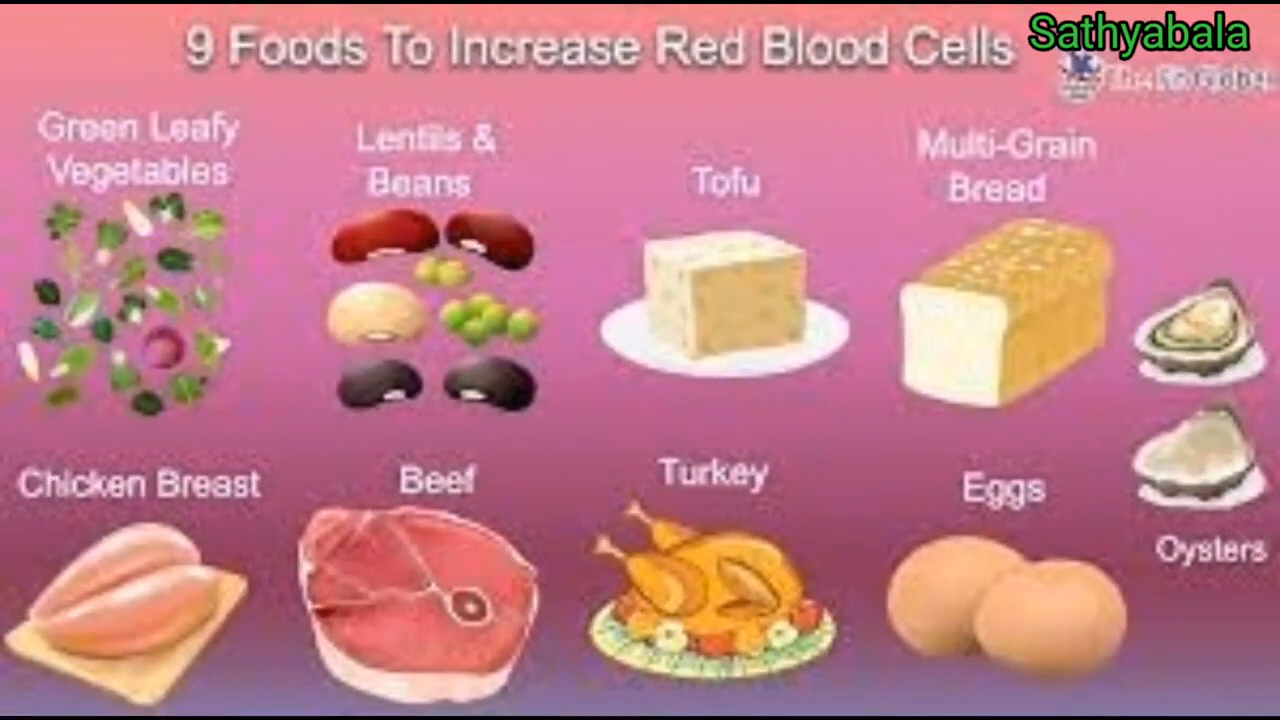 9 Foods To Increase Red Blood Cells
Sathyabala
Green Leafy
Vegetables
Lentils &
Beans
Tofu
Multi-Grain
Bread
Chicken Breast
Beef
Turkey
Eggs
Oysters